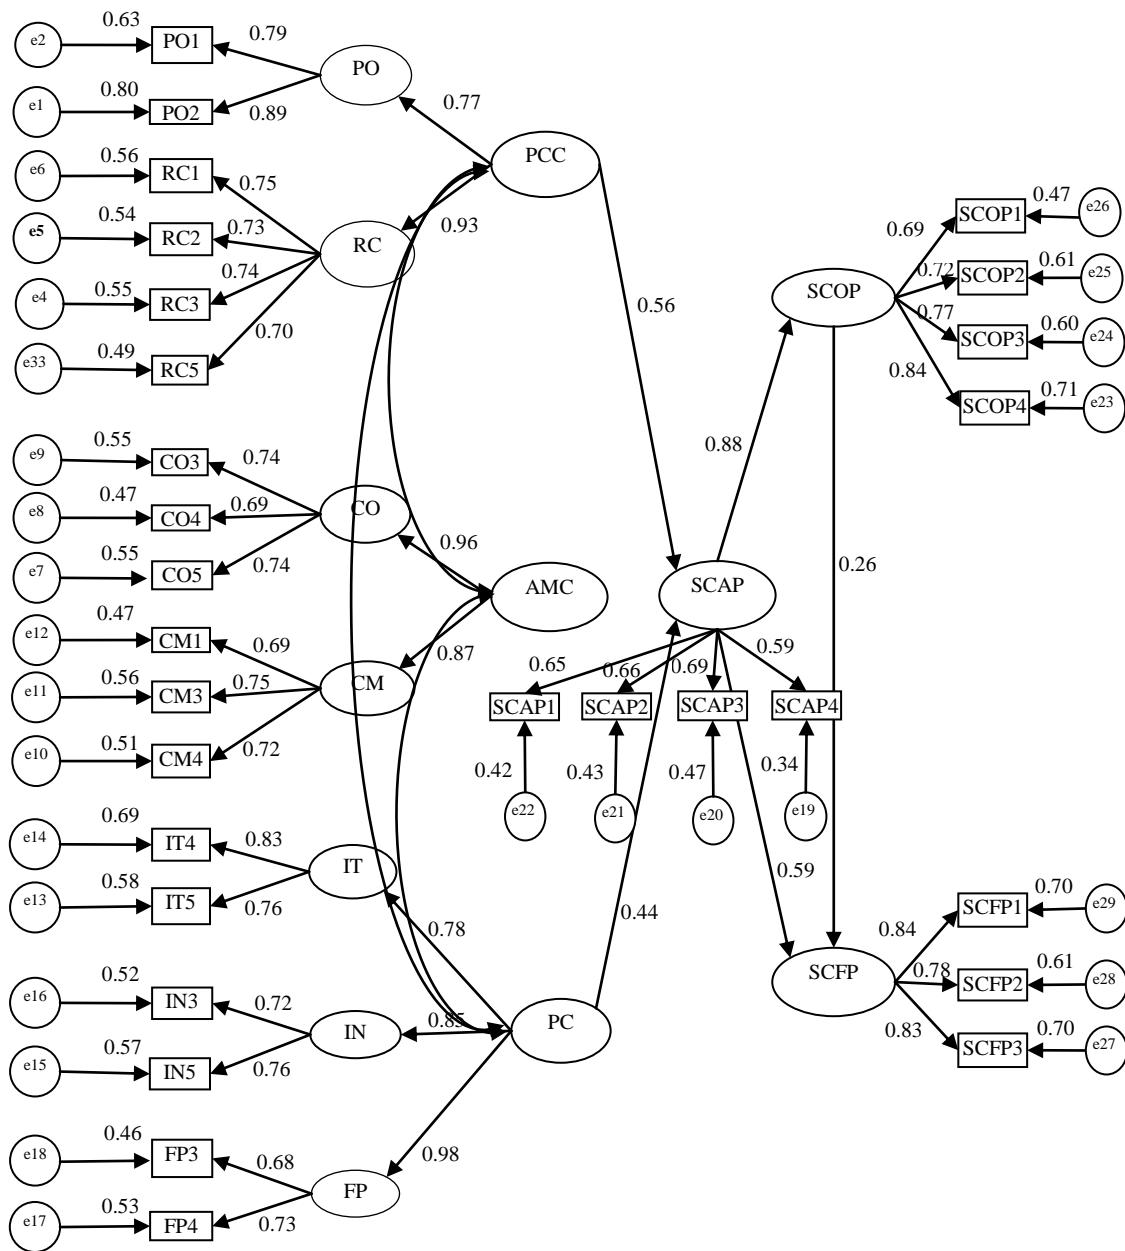 e2 0.63 PO1 0.79 PO
e1 0.80 PO2 0.89
0.77
PCC
e6 0.56 RC1 0.75
e5 0.54 RC2 0.73 RC 0.93
e4 0.55 RC3 0.74
e33 0.49 RC5 0.70
0.56
SCOP
0.69 SCOP1 0.47 e26
0.72 SCOP2 0.61 e25
0.77 SCOP3 0.60 e24
0.84 SCOP4 0.71 e23
0.88
0.26
e9 0.55 CO3 0.74
e8 0.47 CO4 0.69 CO
e7 0.55 CO5 0.74
0.96
AMC
SCAP
e12 0.47 CM1 0.69
e11 0.56 CM3 0.75 CM 0.87
e10 0.51 CM4 0.72
0.65 0.66 0.69 0.59
SCAP1 SCAP2 SCAP3 SCAP4
0.42 0.43 0.47 0.34
e22 e21 e20 e19
e14 0.69 IT4 0.83 IT
e13 0.58 IT5 0.76
0.78
0.44
0.59
SCFP
0.84 SCFP1 0.70 e29
0.78 SCFP2 0.61 e28
0.83 SCFP3 0.70 e27
e16 0.52 IN3 0.72
IN 0.85 PC
e15 0.57 IN5 0.76
e18 0.46 FP3 0.68
0.98
FP
e17 0.53 FP4 0.73